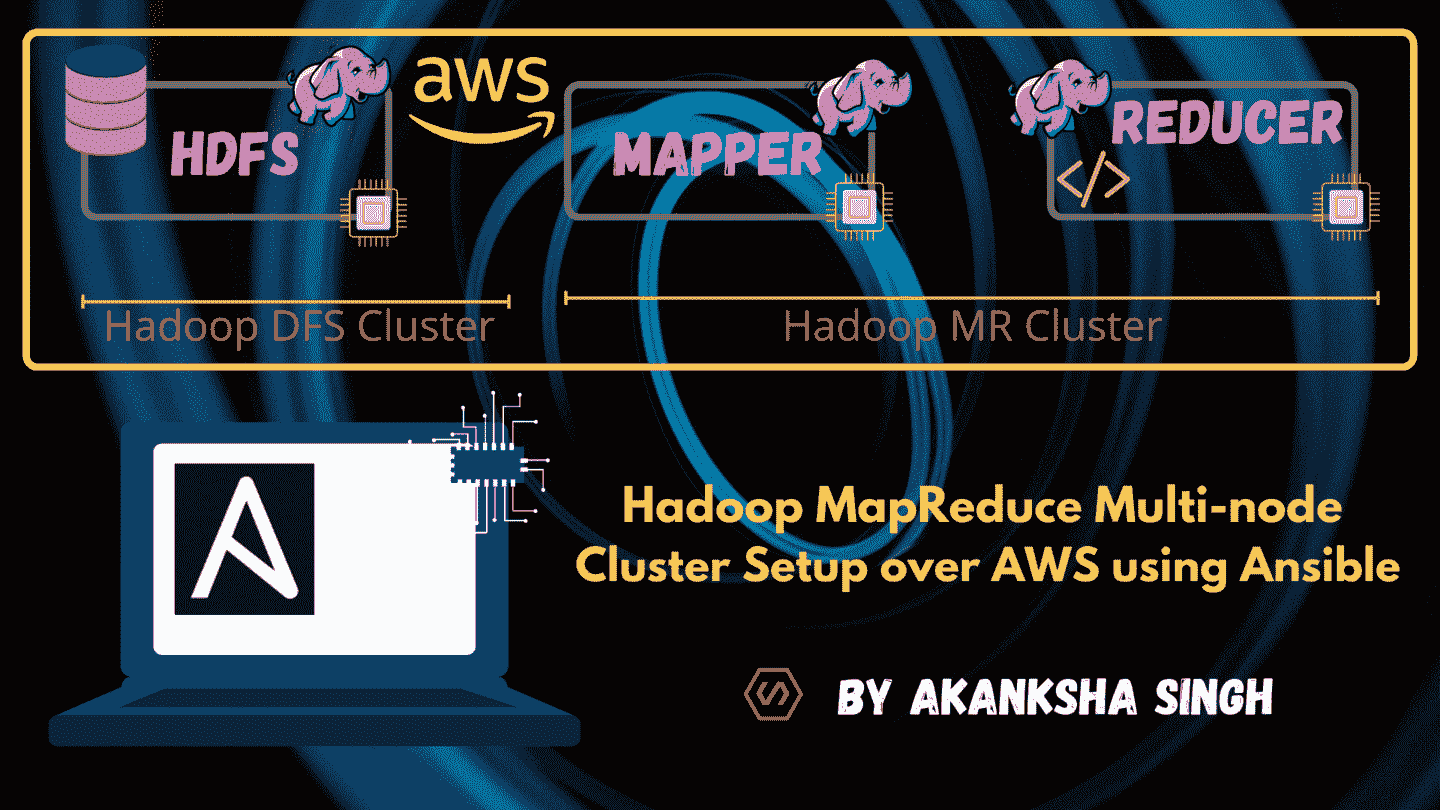 HDFS
aws
MAPPER
REDUCER
</>
Hadoop DFS Cluster
Hadoop MR Cluster
Hadoop MapReduce Multi-node
Cluster Setup over AWS using Ansible
BY AKANKSHA SINGH